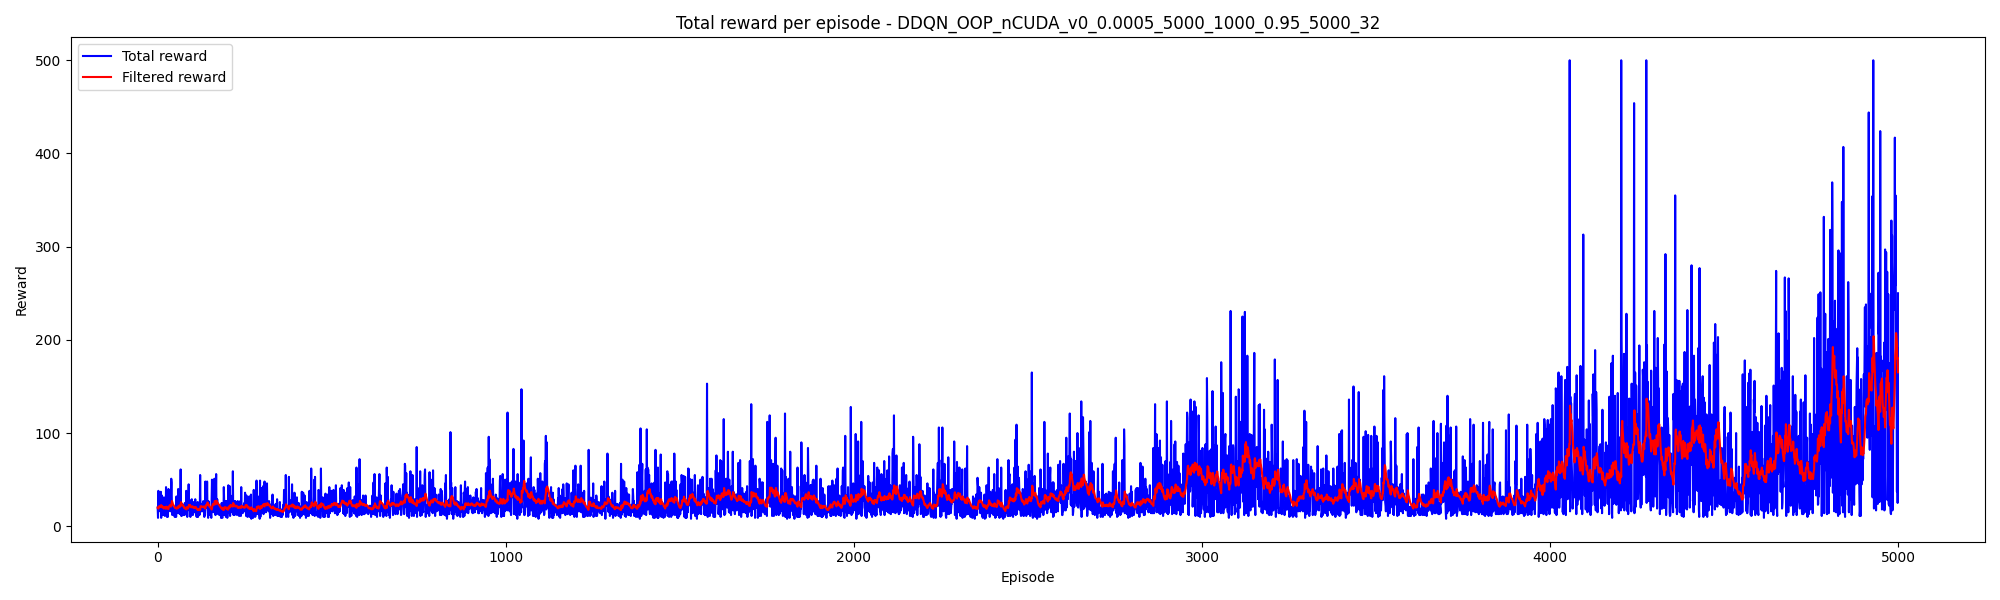 Total reward per episode - DDQN_OOP_nCUDA_v0_0.0005_5000_1000_0.95_5000_32
Total reward
Filtered reward
Reward
500
400
300
200
100
0
0 1000 2000 3000 4000 5000
Episode